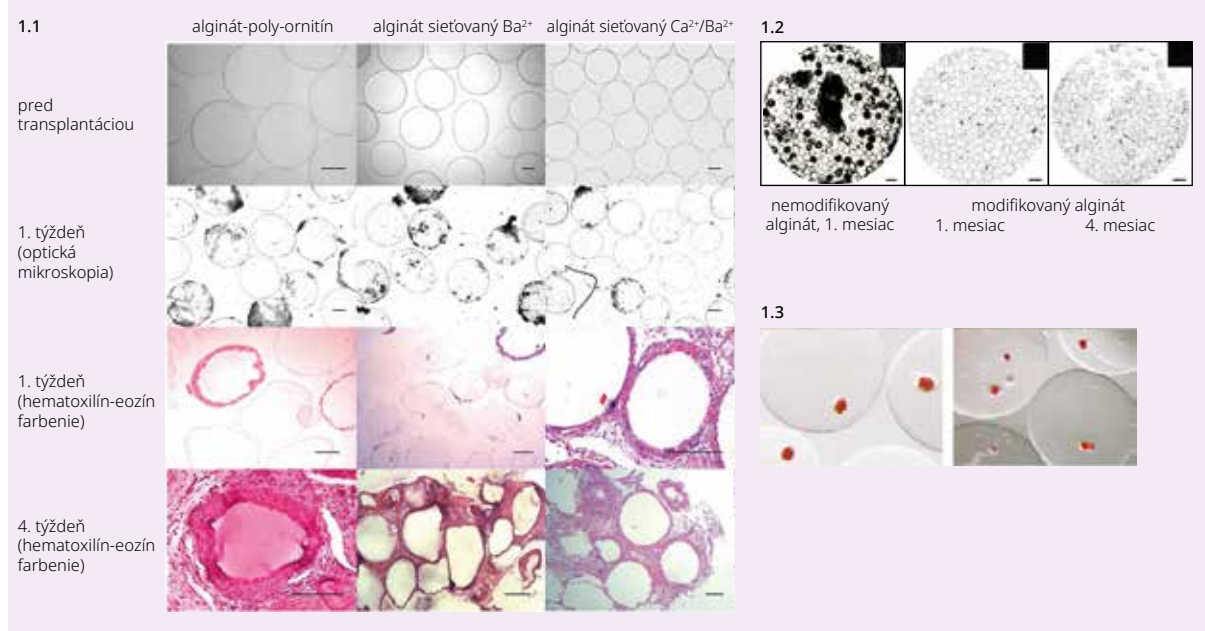 1.1
alginát-poly-ornitín
alginát sieťovaný Ba²⁺
alginát sieťovaný Ca²⁺/Ba²⁺
pred
transplantáciou
1. týždeň
(optická
mikroskopia)
1. týždeň
(hematoxilín-eozín
farbenie)
4. týždeň
(hematoxilín-eozín
farbenie)
1.2
nemodifikovaný
alginát, 1. mesiac
modifikovaný alginát
1. mesiac
4. mesiac
1.3